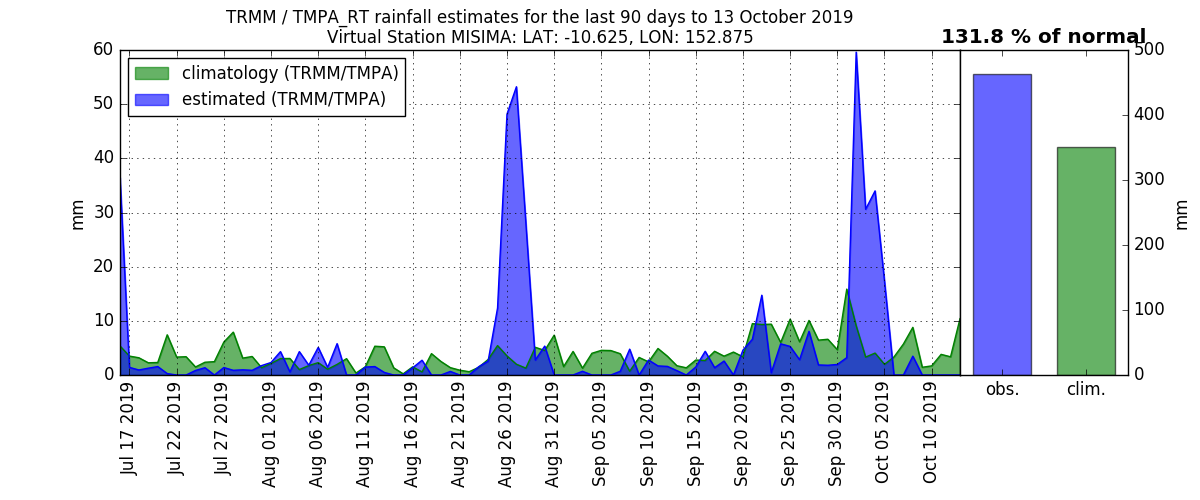 TRMM / TMPA_RT rainfall estimates for the last 90 days to 13 October 2019
Virtual Station MISIMA: LAT: -10.625, LON: 152.875
131.8 % of normal
climatology (TRMM/TMPA)
estimated (TRMM/TMPA)
60
50
40
30
20
10
0
mm
Jul 17 2019
Jul 22 2019
Jul 27 2019
Aug 01 2019
Aug 06 2019
Aug 11 2019
Aug 16 2019
Aug 21 2019
Aug 26 2019
Aug 31 2019
Sep 05 2019
Sep 10 2019
Sep 15 2019
Sep 20 2019
Sep 25 2019
Sep 30 2019
Oct 05 2019
Oct 10 2019
obs.
clim.
500
400
300
200
100
0
mm